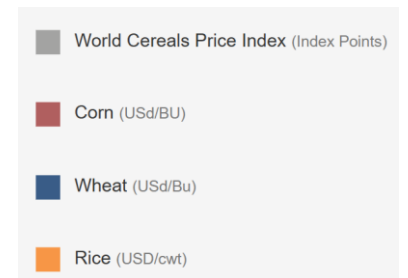 World Cereals Price Index (Index Points)
Corn (USd/BU)
Wheat (USd/Bu)
Rice (USD/cwt)